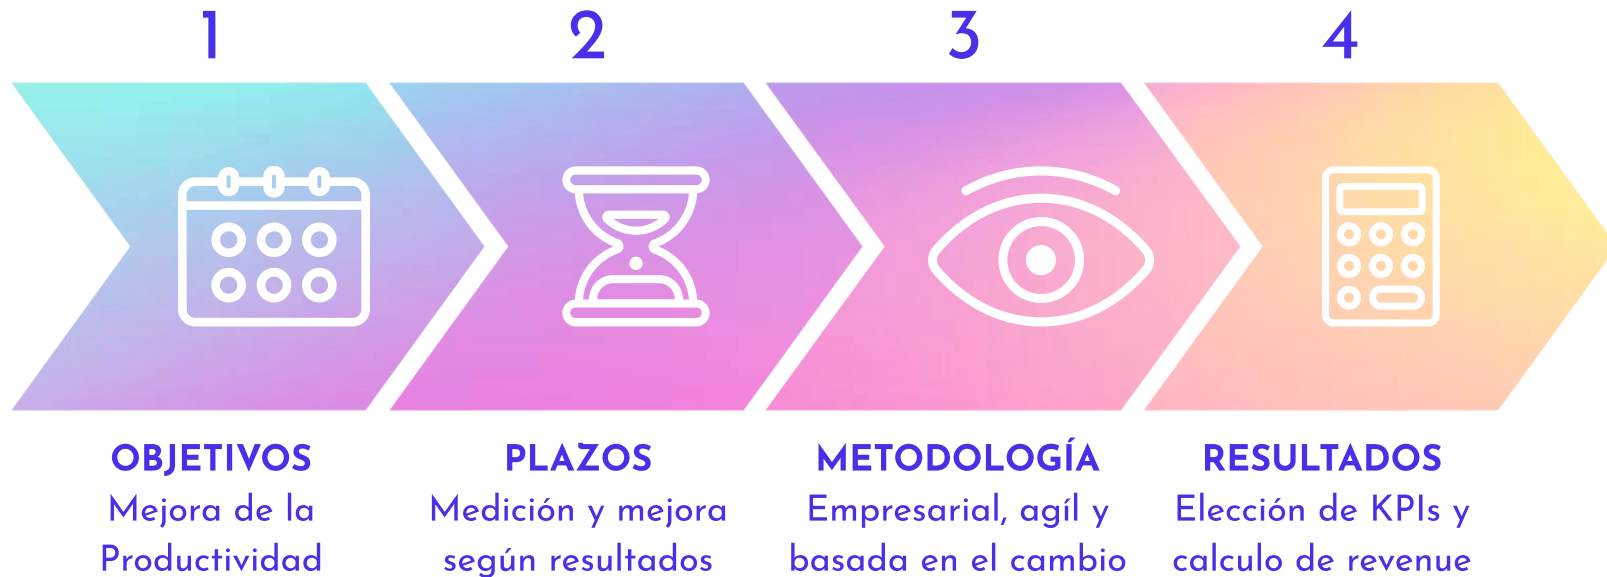 1
2
3
4
OBJETIVOS
Mejora de la
Productividad
PLAZOS
Medición y mejora
según resultados
METODOLOGÍA
Empresarial, agíl y
basada en el cambio
RESULTADOS
Elección de KPIs y
calculo de revenue